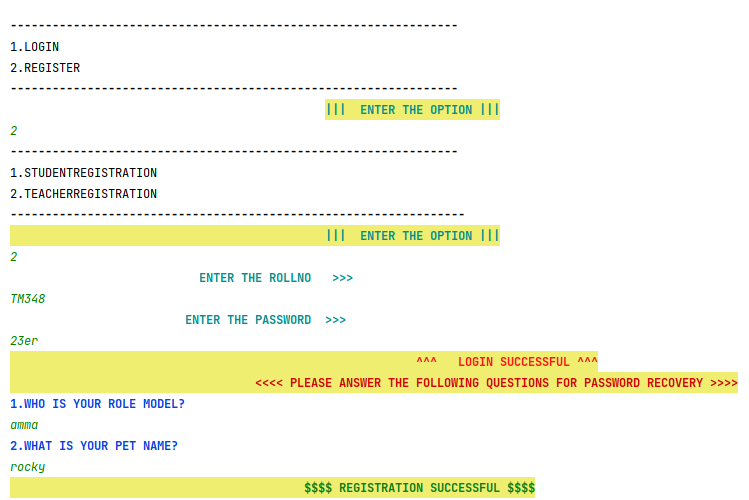 ----------------------------------------------------------------
1.LOGIN
2.REGISTER
----------------------------------------------------------------
||| ENTER THE OPTION |||
2
----------------------------------------------------------------
1.STUDENTREGISTRATION
2.TEACHERREGISTRATION
-----------------------------------------------------------------
||| ENTER THE OPTION |||
2
ENTER THE ROLLNO >>>
TM348
ENTER THE PASSWORD >>>
23er
^^^ LOGIN SUCCESSFUL ^^^
<<<< PLEASE ANSWER THE FOLLOWING QUESTIONS FOR PASSWORD RECOVERY >>>>
1.WHO IS YOUR ROLE MODEL?
amma
2.WHAT IS YOUR PET NAME?
rocky
$$$$ REGISTRATION SUCCESSFUL $$$$